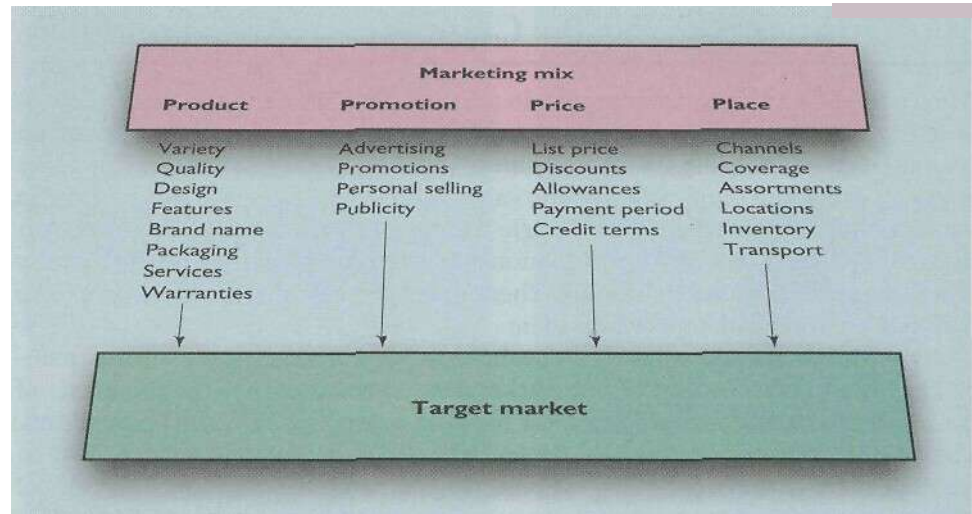 Marketing mix
Product Promotion Price Place
Variety Advertising List price Channels
Quality Promotions Discounts Coverage
Design Personal selling Allowances Assortments
Features Publicity Payment period Locations
Brand name Credit terms Inventory
Packaging Transport
Services
Warranties
Target market